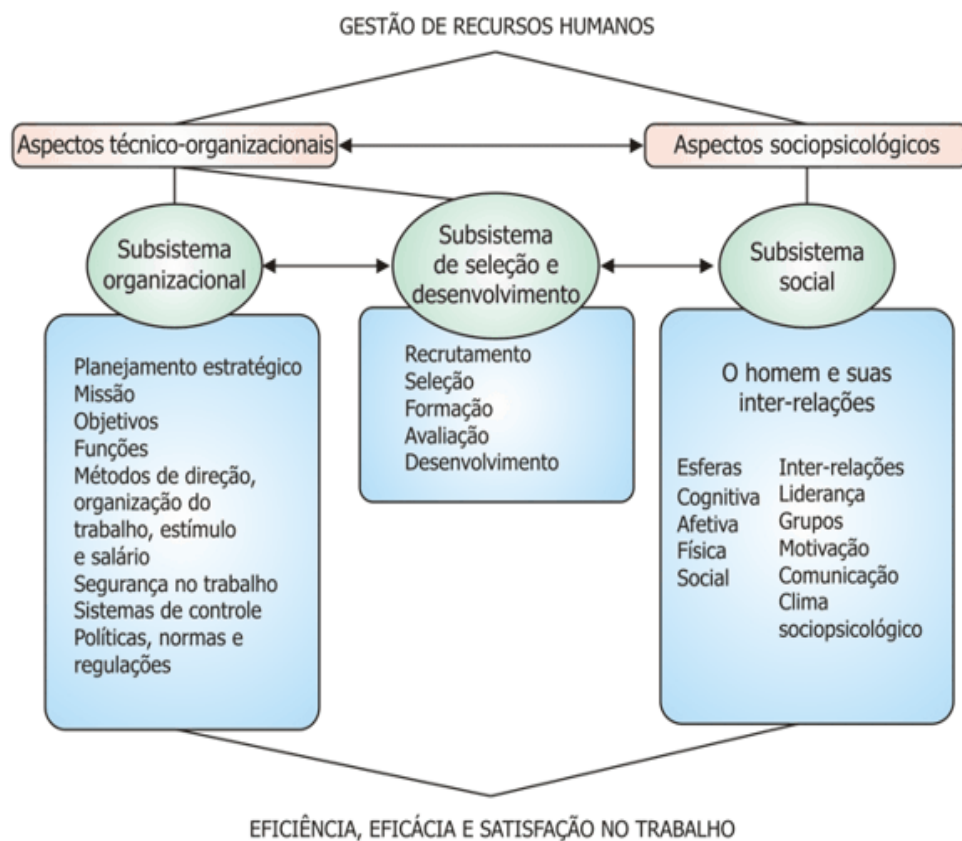 GESTÃO DE RECURSOS HUMANOS
Aspectos técnico-organizacionais
Aspectos sociopsicológicos
Subsistema
organizacional
Subsistema
de seleção e
desenvolvimento
Subsistema
social
Planejamento estratégico
Missão
Objetivos
Funções
Métodos de direção,
organização do
trabalho, estímulo
e salário
Segurança no trabalho
Sistemas de controle
Políticas, normas e
regulações
Recrutamento
Seleção
Formação
Avaliação
Desenvolvimento
O homem e suas
inter-relações
Esferas
Cognitiva
Afetiva
Física
Social
Inter-relações
Liderança
Grupos
Motivação
Comunicação
Clima
sociopsicológico
EFICIÊNCIA, EFICÁCIA E SATISFAÇÃO NO TRABALHO